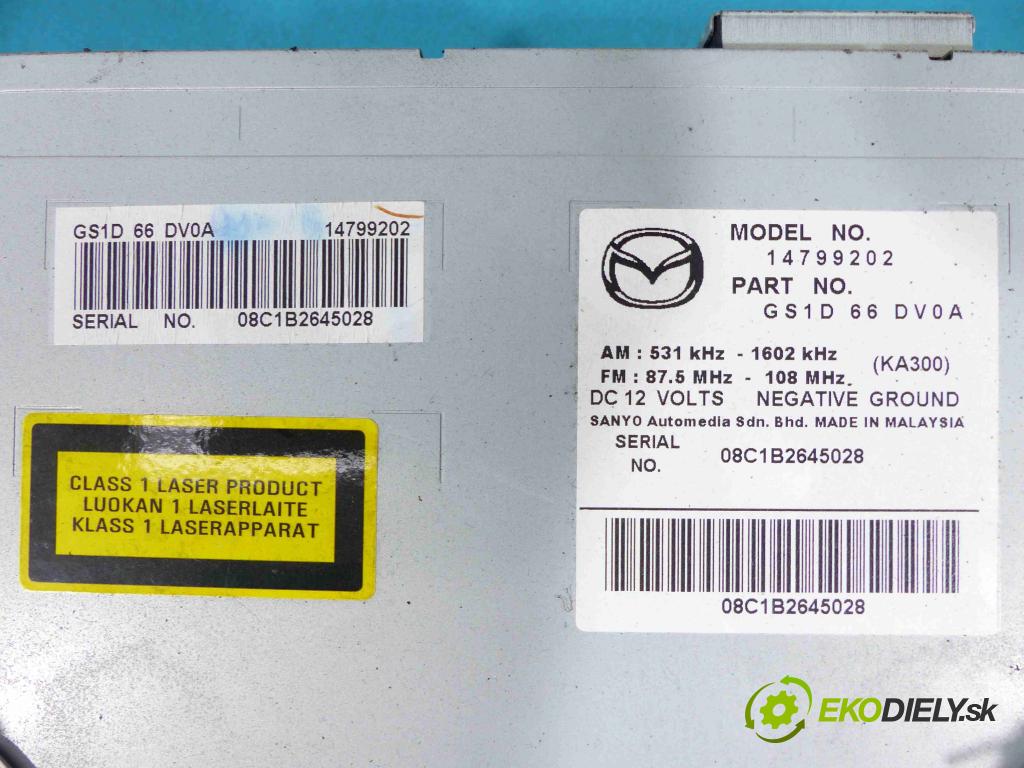 GS1D 66 DV0A 14799202
SERIAL NO. 08C1B2645028
CLASS 1 LASER PRODUCT
LUOKAN 1 LASERLAITE
KLASS 1 LASERAPPARAT
MODEL NO.
14799202
PART NO.
GS1D 66 DV0A
AM : 531 kHz - 1602 kHz
(KA300)
FM : 87.5 MHz - 108 MHz.
DC 12 VOLTS NEGATIVE GROUND
SANYO Automedia Sdn. Bhd. MADE IN MALAYSIA
SERIAL
NO. 08C1B2645028
08C1B2645028
EKODIELY.sk